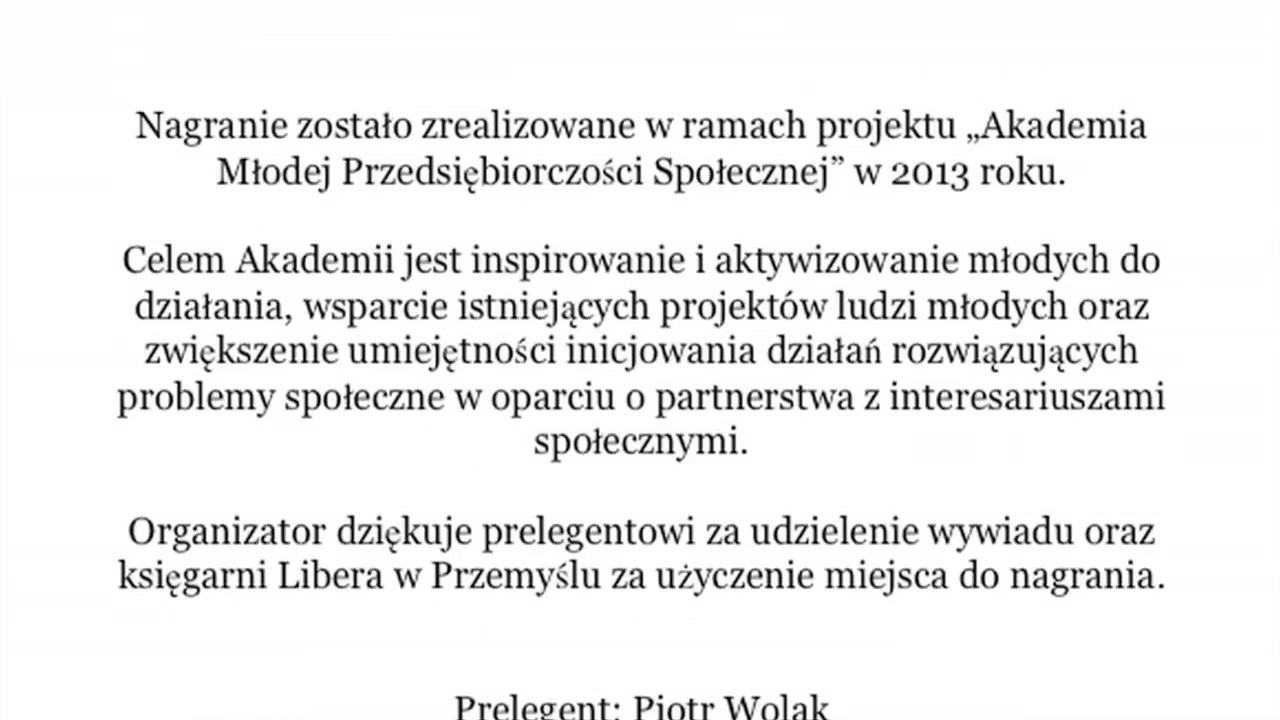 Nagranie zostało zrealizowane w ramach projektu „Akademia
Młodej Przedsiębiorczości Społecznej” w 2013 roku.
Celem Akademii jest inspirowanie i aktywizowanie młodych do
działania, wsparcie istniejących projektów ludzi młodych oraz
zwiększenie umiejętności inicjowania działań rozwiązujących
problemy społeczne w oparciu o partnerstwa z interesariuszami
społecznymi.
Organizator dziękuje prelegentowi za udzielenie wywiadu oraz
księgarni Libera w Przemyślu za użyczenie miejsca do nagrania.
Prelegent: Piotr Wolak